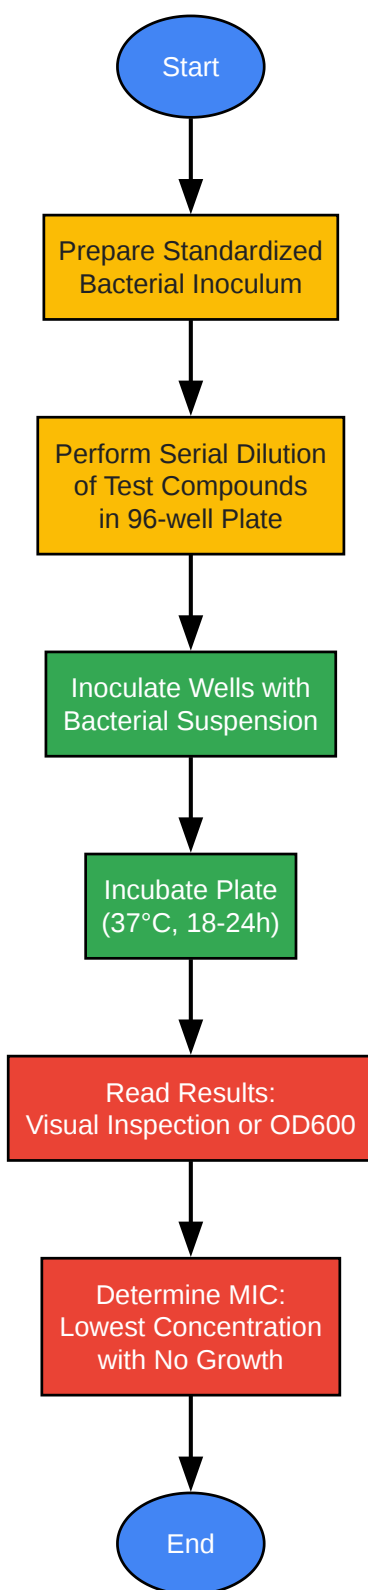 Start
Prepare Standardized
Bacterial Inoculum
Perform Serial Dilution
of Test Compounds
in 96-well Plate
Inoculate Wells with
Bacterial Suspension
Incubate Plate
(37°C, 18-24h)
Read Results:
Visual Inspection or OD600
Determine MIC:
Lowest Concentration
with No Growth
End